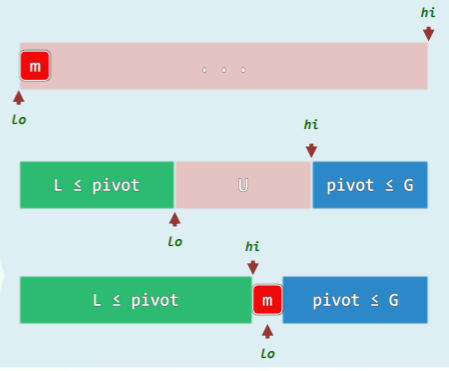 hi
m . . .
lo
hi
L ≤ pivot U pivot ≤ G
lo
hi
L ≤ pivot m pivot ≤ G
lo